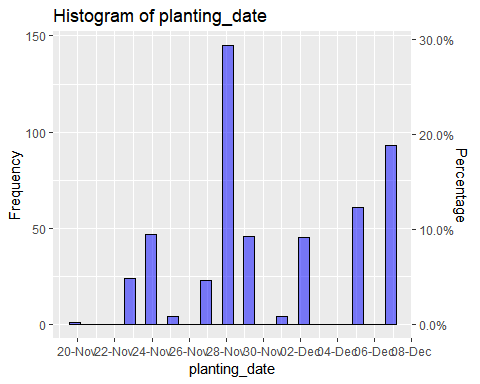 Histogram of planting_date
150
100
50
0
Frequency
30.0%
20.0%
10.0%
0.0%
Percentage
20-Nov 22-Nov 24-Nov 26-Nov 28-Nov 30-Nov 02-Dec 04-Dec 06-Dec 08-Dec
planting_date